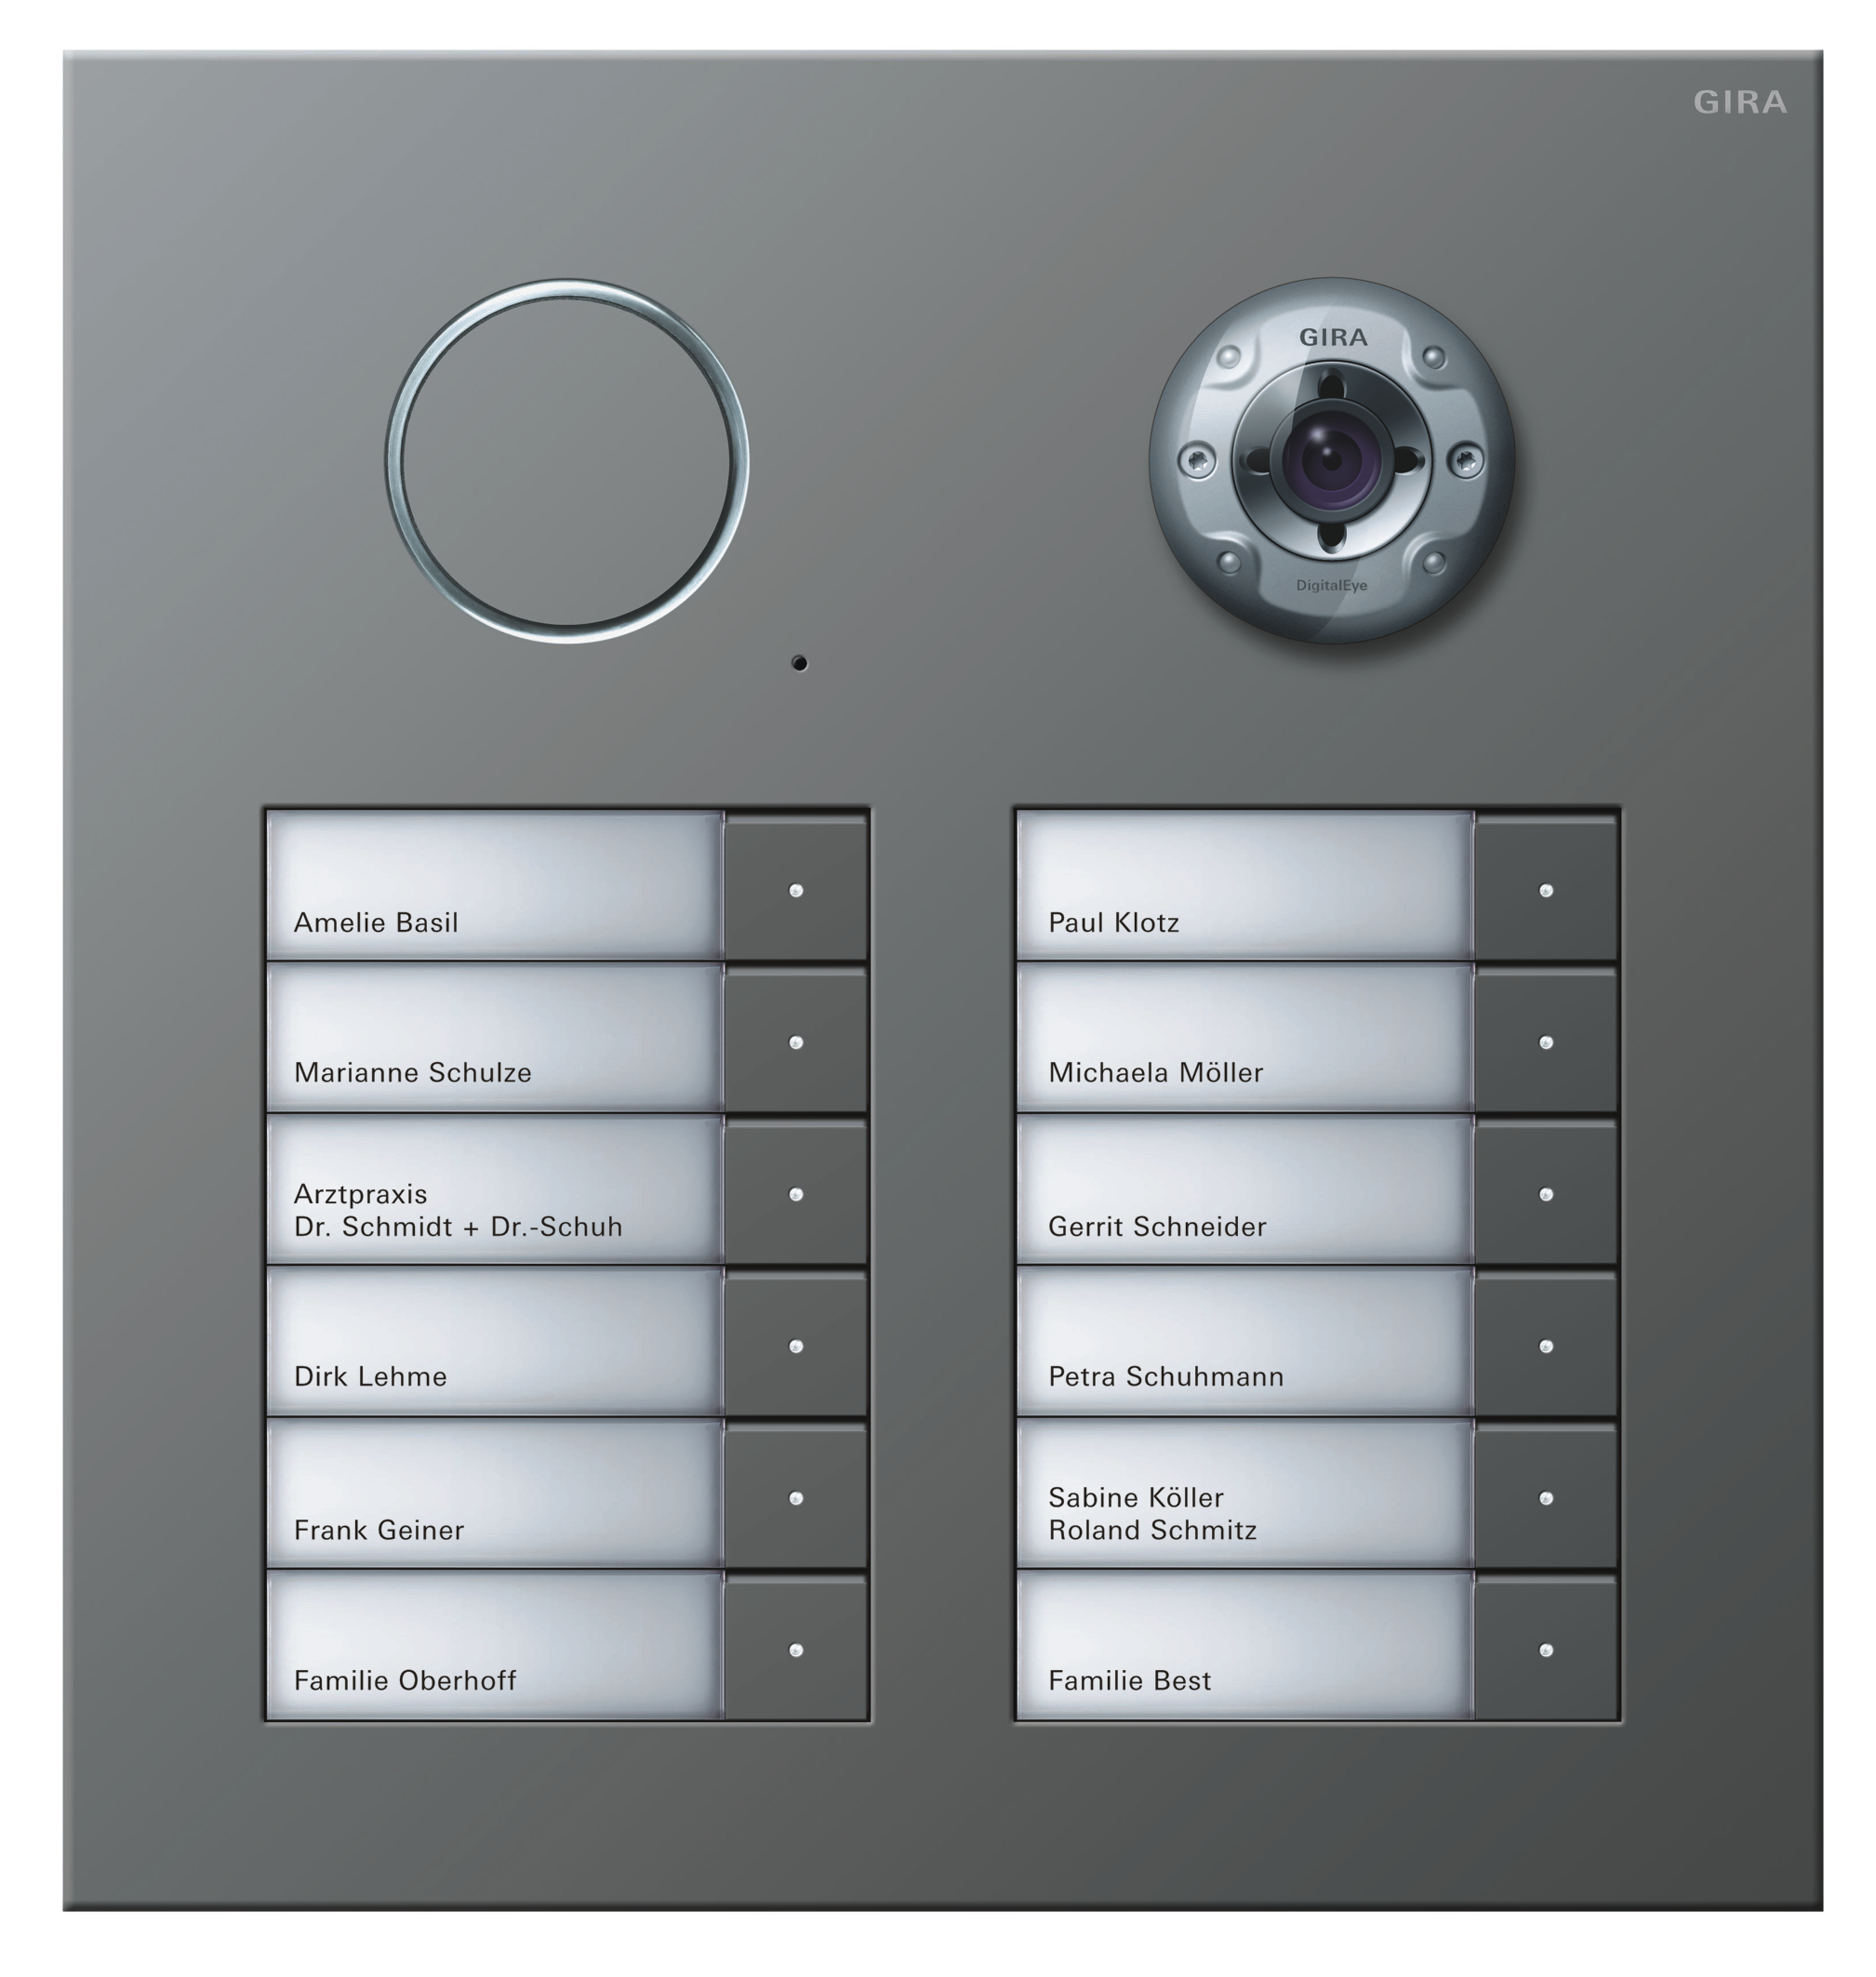 GIRA
GIRA
DigitalEye
Amelie Basil
Marianne Schulze
Arztpraxis
Dr. Schmidt + Dr.-Schuh
Dirk Lehme
Frank Geiner
Familie Oberhoff
Paul Klotz
Michaela Möller
Gerrit Schneider
Petra Schuhmann
Sabine Köller
Roland Schmitz
Familie Best